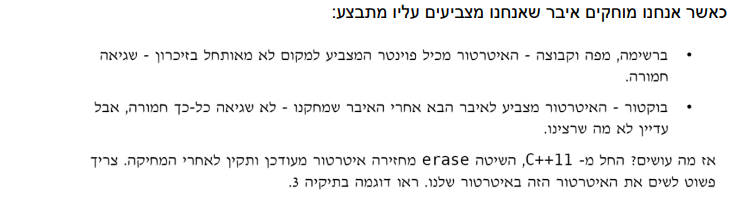 כאשר אנחנו מוחקים איבר שאנחנו מצביעים עליו מתבצע:
• ברשימה, מפה וקבוצה - האיטרטור מכיל פוינטר המצביע למקום לא מאותחל בזיכרון - שגיאה
חמורה.
• בוקטור - האיטרטור מצביע לאיבר הבא אחרי האיבר שמחקנו - לא שגיאה כל-כך חמורה, אבל
עדיין לא מה שרצינו.
אז מה עושים? החל מ- C++11, השיטה erase מחזירה איטרטור מעודכן ותקין לאחרי המחיקה. צריך
פשוט לשים את האיטרטור הזה באיטרטור שלנו. ראו דוגמה בתיקיה 3.